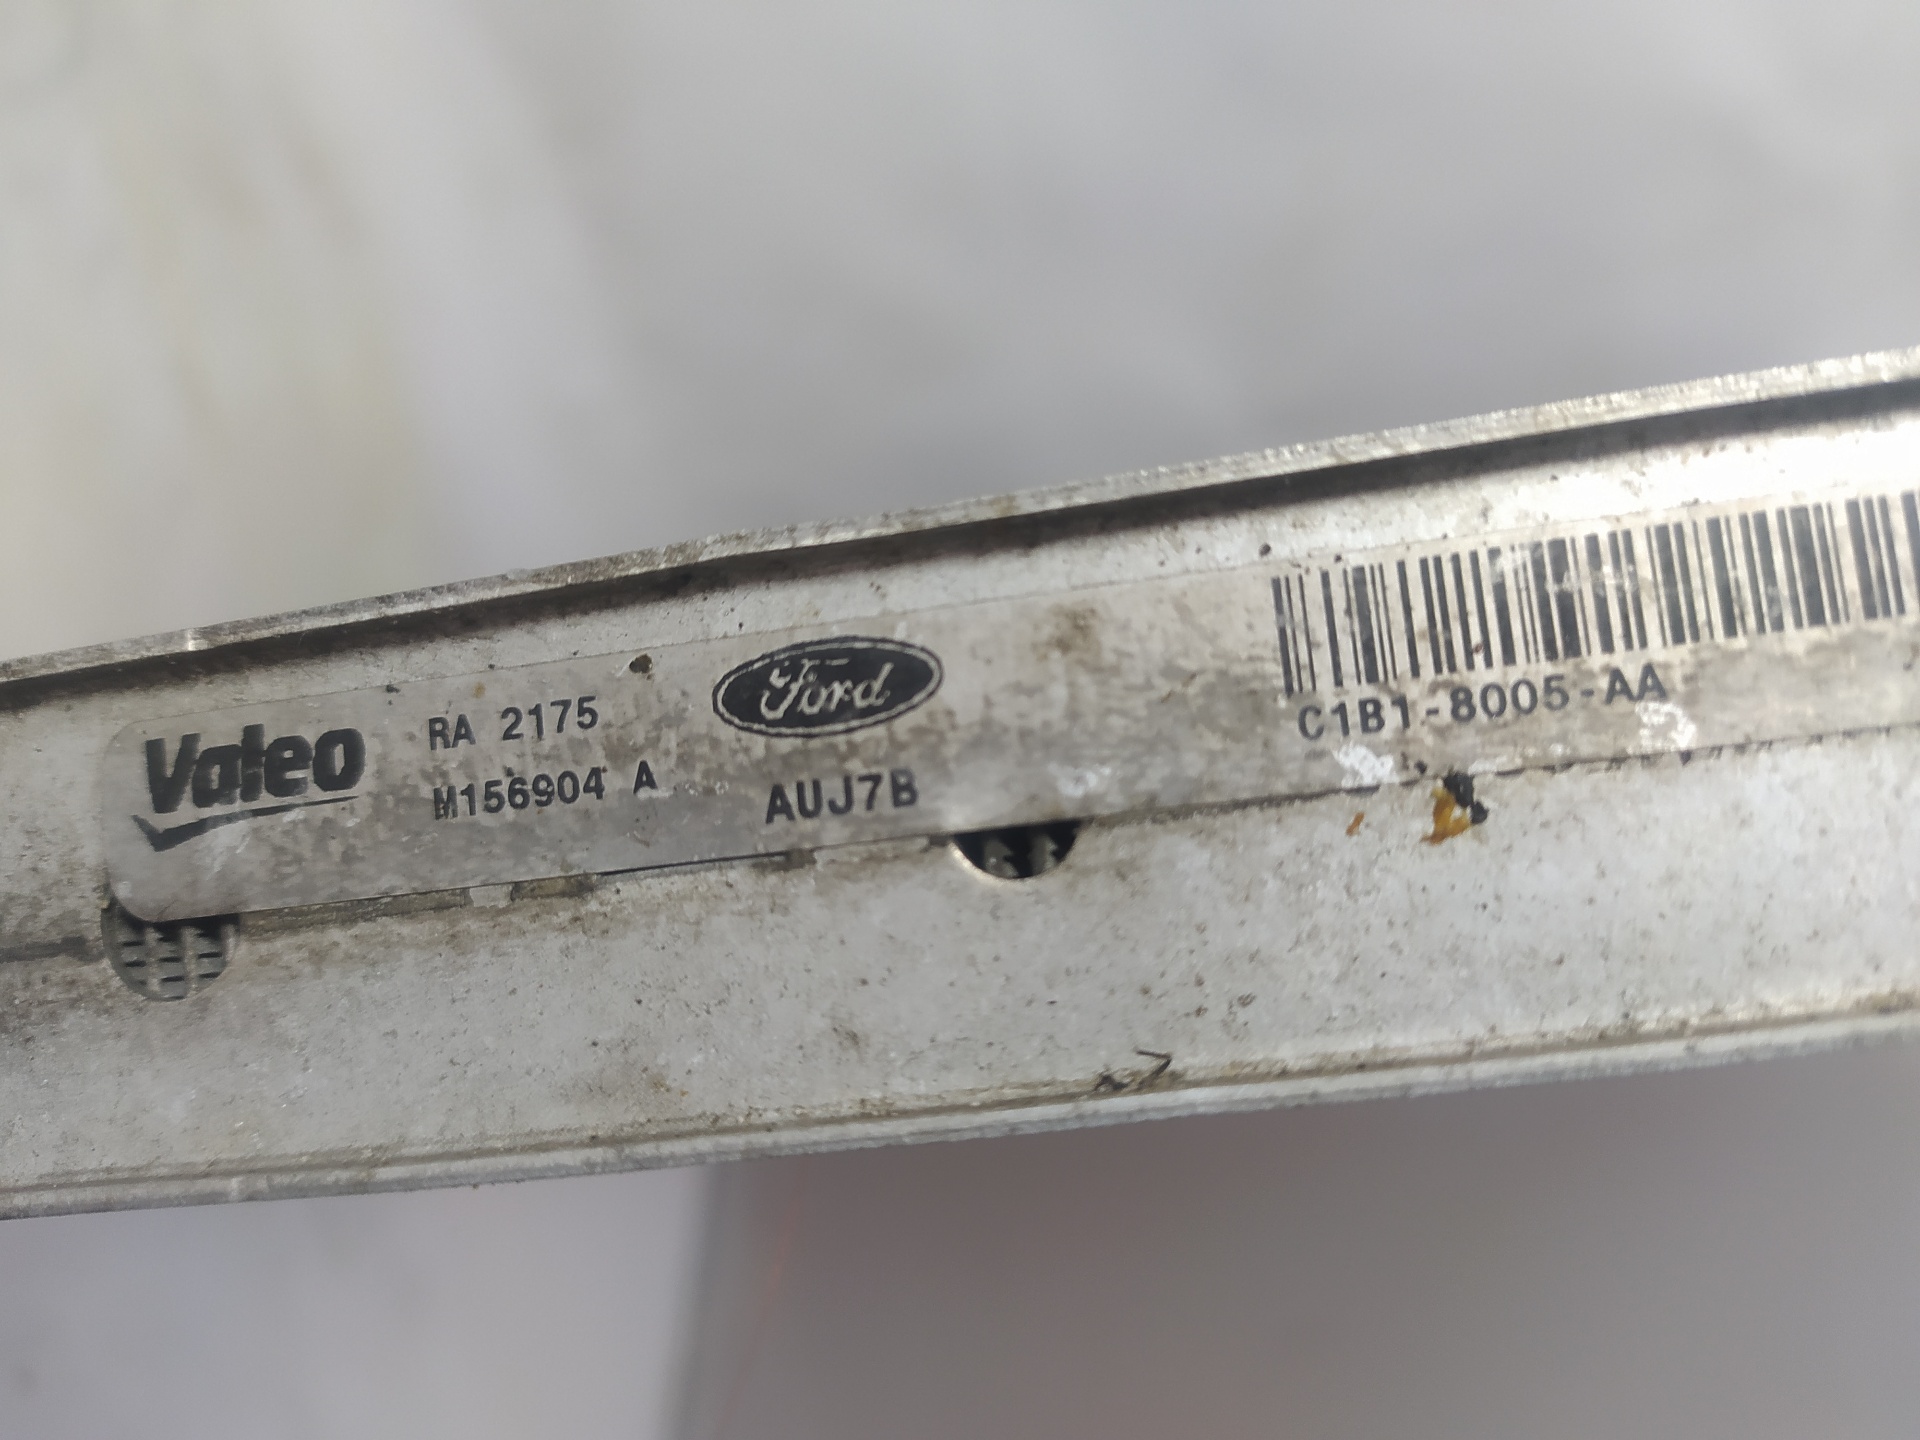 Valeo
RA 2175
M156904 A
Ford
AUJ7B
C1B1-8005-AA